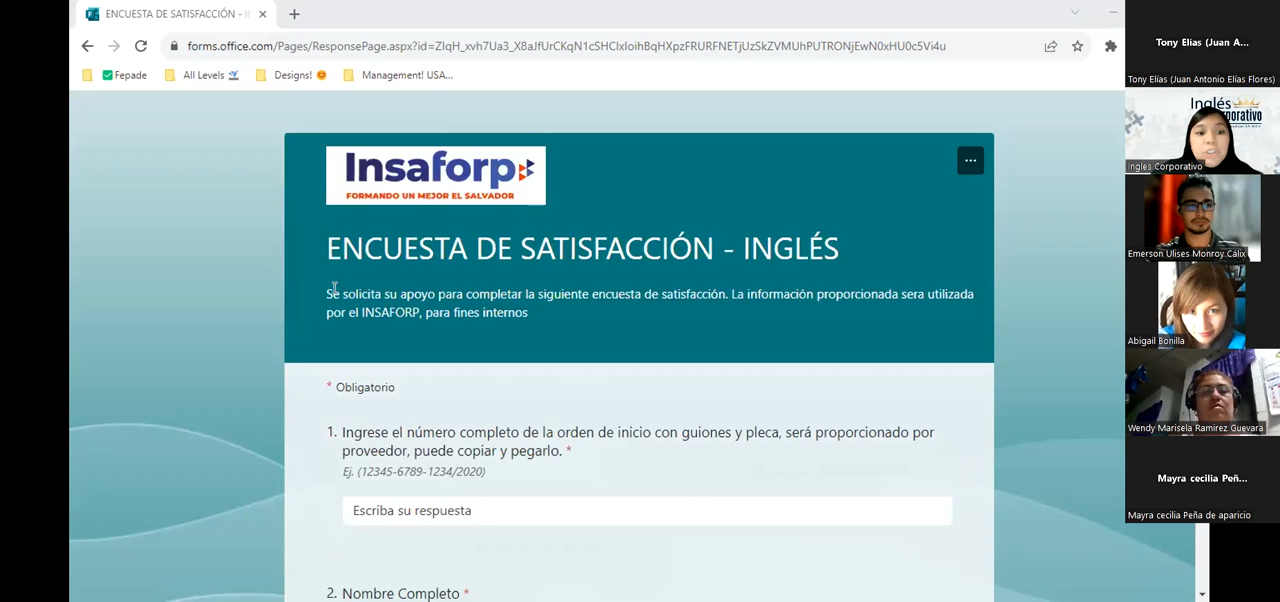 ENCUESTA DE SATISFACCIÓN - I
forms.office.com/Pages/ResponsePage.aspx?id=ZIqH_xvh7Ua3_X8aJfUrCKqN1cSHCIxIoihBqHXpzFRURFNETjUzSkZVMUhPUTRONjEwN0xHU0c5Vi4u
Fepade
All Levels
Designs!
Management! USA...
Insaforp
FORMANDO UN MEJOR EL SALVADOR
...
ENCUESTA DE SATISFACCIÓN - INGLÉS
Se solicita su apoyo para completar la siguiente encuesta de satisfacción. La información proporcionada sera utilizada
por el INSAFORP, para fines internos
* Obligatorio
1. Ingrese el número completo de la orden de inicio con guiones y pleca, será proporcionado por
proveedor, puede copiar y pegarlo. *
Ej. (12345-6789-1234/2020)
Escriba su respuesta
2. Nombre Completo *
Tony Elías (Juan A...
Tony Elías (Juan Antonio Elías Flores)
Inglés
orporativo
Ingles Corporativo
Emerson Ulises Monroy Cálix
Abigail Bonilla
Wendy Marisela Ramirez Guevara
Mayra cecilia Peñ...
Mayra cecilia Peña de aparicio